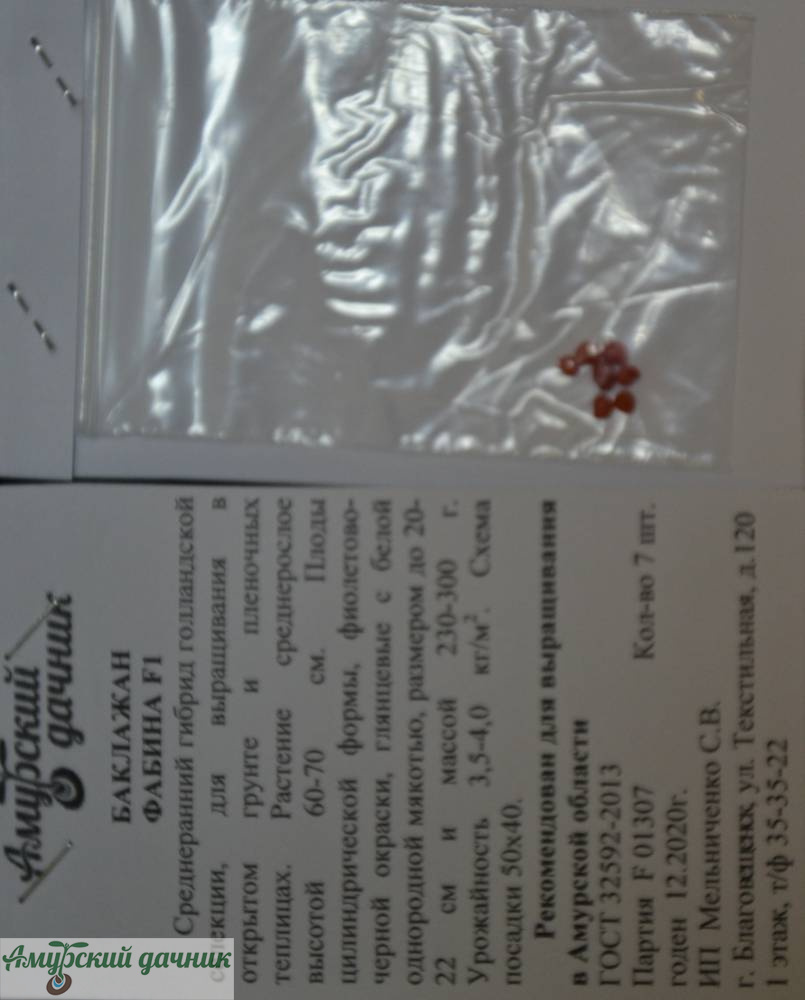 Амурский
дачник
БАКЛАЖАН
ФАБИНА F1
Среднеранний гибрид голландской
селекции, для выращивания в
открытом грунте и пленочных
теплицах. Растение среднерослое
высотой 60-70 см. Плоды
цилиндрической формы, фиолетово-
черной окраски, глянцевые с белой
однородной мякотью, размером до 20-
22 см и массой 230-300 г.
Урожайность 3,5-4,0 кг/м². Схема
посадки 50х40.
Рекомендован для выращивания
в Амурской области
ГОСТ 32592-2013
Партия F 01307 Кол-во 7 шт.
годен 12.2020г.
ИП Мельниченко С.В.
г. Благовещенск, ул. Текстильная, д.120
1 этаж, т/ф 35-35-22
Амурский дачник